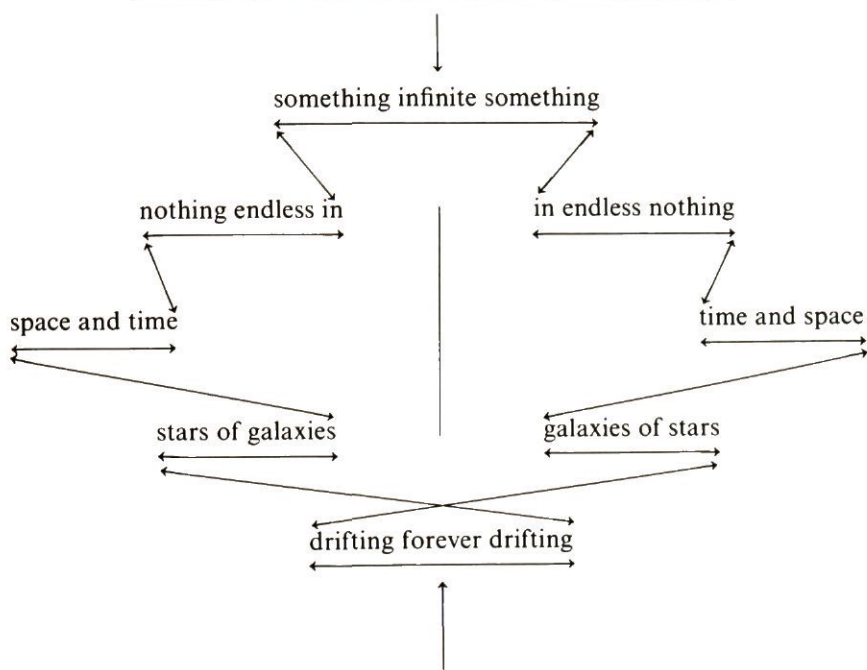 something infinite something
nothing endless in
in endless nothing
space and time
time and space
stars of galaxies
galaxies of stars
drifting forever drifting